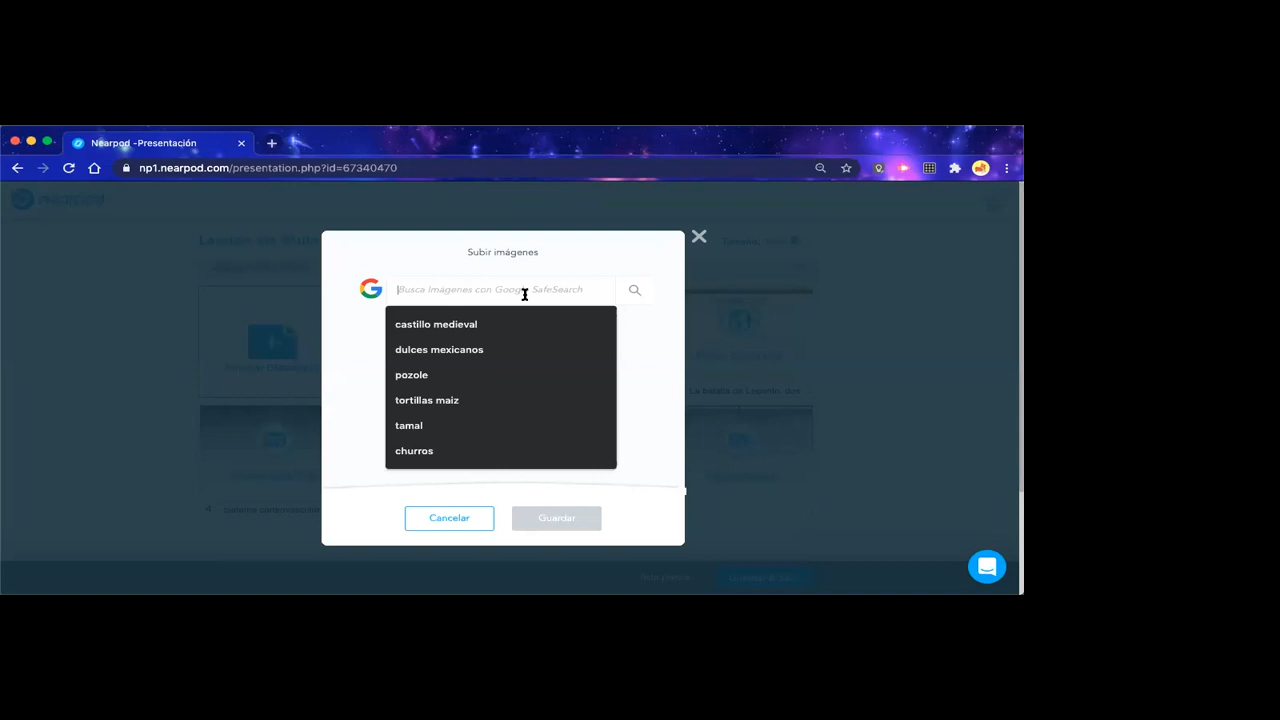 Nearpod -Presentación
np1.nearpod.com/presentation.php?id=67340470
nearpod
Subir imágenes
Busca Imágenes con Google SafeSearch
castillo medieval
dulces mexicanos
pozole
tortillas maiz
tamal
churros
Cancelar
Guardar